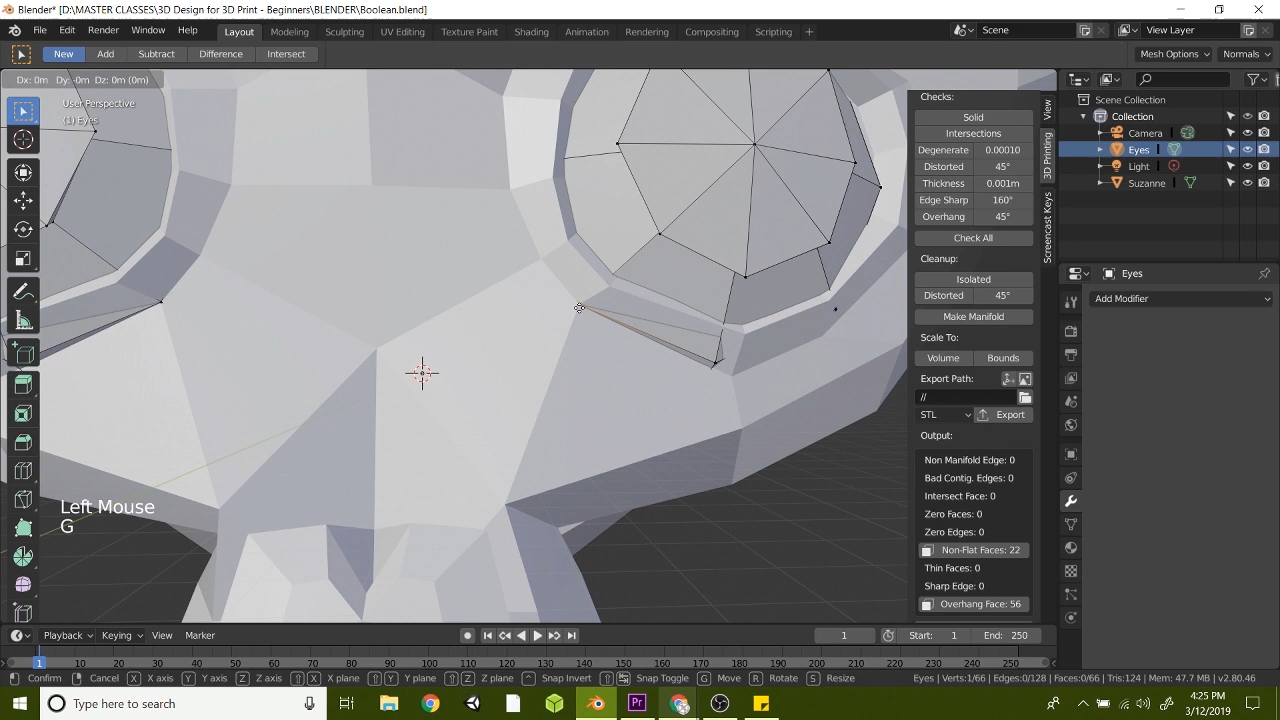 Blender* [D:\MASTER CLASSES\3D Design for 3D Print - Beginners\BLENDER\Boolean.blend]
File Edit Render Window Help Layout Modeling Sculpting UV Editing Texture Paint Shading Animation Rendering Compositing Scripting + Scene View Layer
New Add Subtract Difference Intersect Mesh Options Normals
Dx: 0m Dy: -0m Dz: 0m (0m)
User Perspective
(1) Eyes
Left Mouse
G
Checks:
Solid
Intersections
Degenerate 0.00010
Distorted 45°
Thickness 0.001m
Edge Sharp 160°
Overhang 45°
Check All
Cleanup:
Isolated
Distorted 45°
Make Manifold
Scale To:
Volume Bounds
Export Path:
//
STL Export
Output:
Non Manifold Edge: 0
Bad Contig. Edges: 0
Intersect Face: 0
Zero Faces: 0
Zero Edges: 0
Non-Flat Faces: 22
Thin Faces: 0
Sharp Edge: 0
Overhang Face: 56
View
3D Printing
Screencast Keys
Scene Collection
Collection
Camera
Eyes
Light
Suzanne
Eyes
Add Modifier
Playback Keying View Marker 1 Start: 1 End: 250
1 10 20 30 40 50 60 70 80 90 100 110 120 130 140 150 160 170 180 190 200 210 220 230 240 250
Confirm Cancel X X axis Y Y axis Z Z axis X X plane Y Y plane Z Z plane Snap Invert Snap Toggle G Move R Rotate S Resize Eyes | Verts:1/66 | Edges:0/128 | Faces:0/66 | Tris:124 | Mem: 47.7 MB | v2.80.46
Type here to search
Pr
4:25 PM
3/12/2019